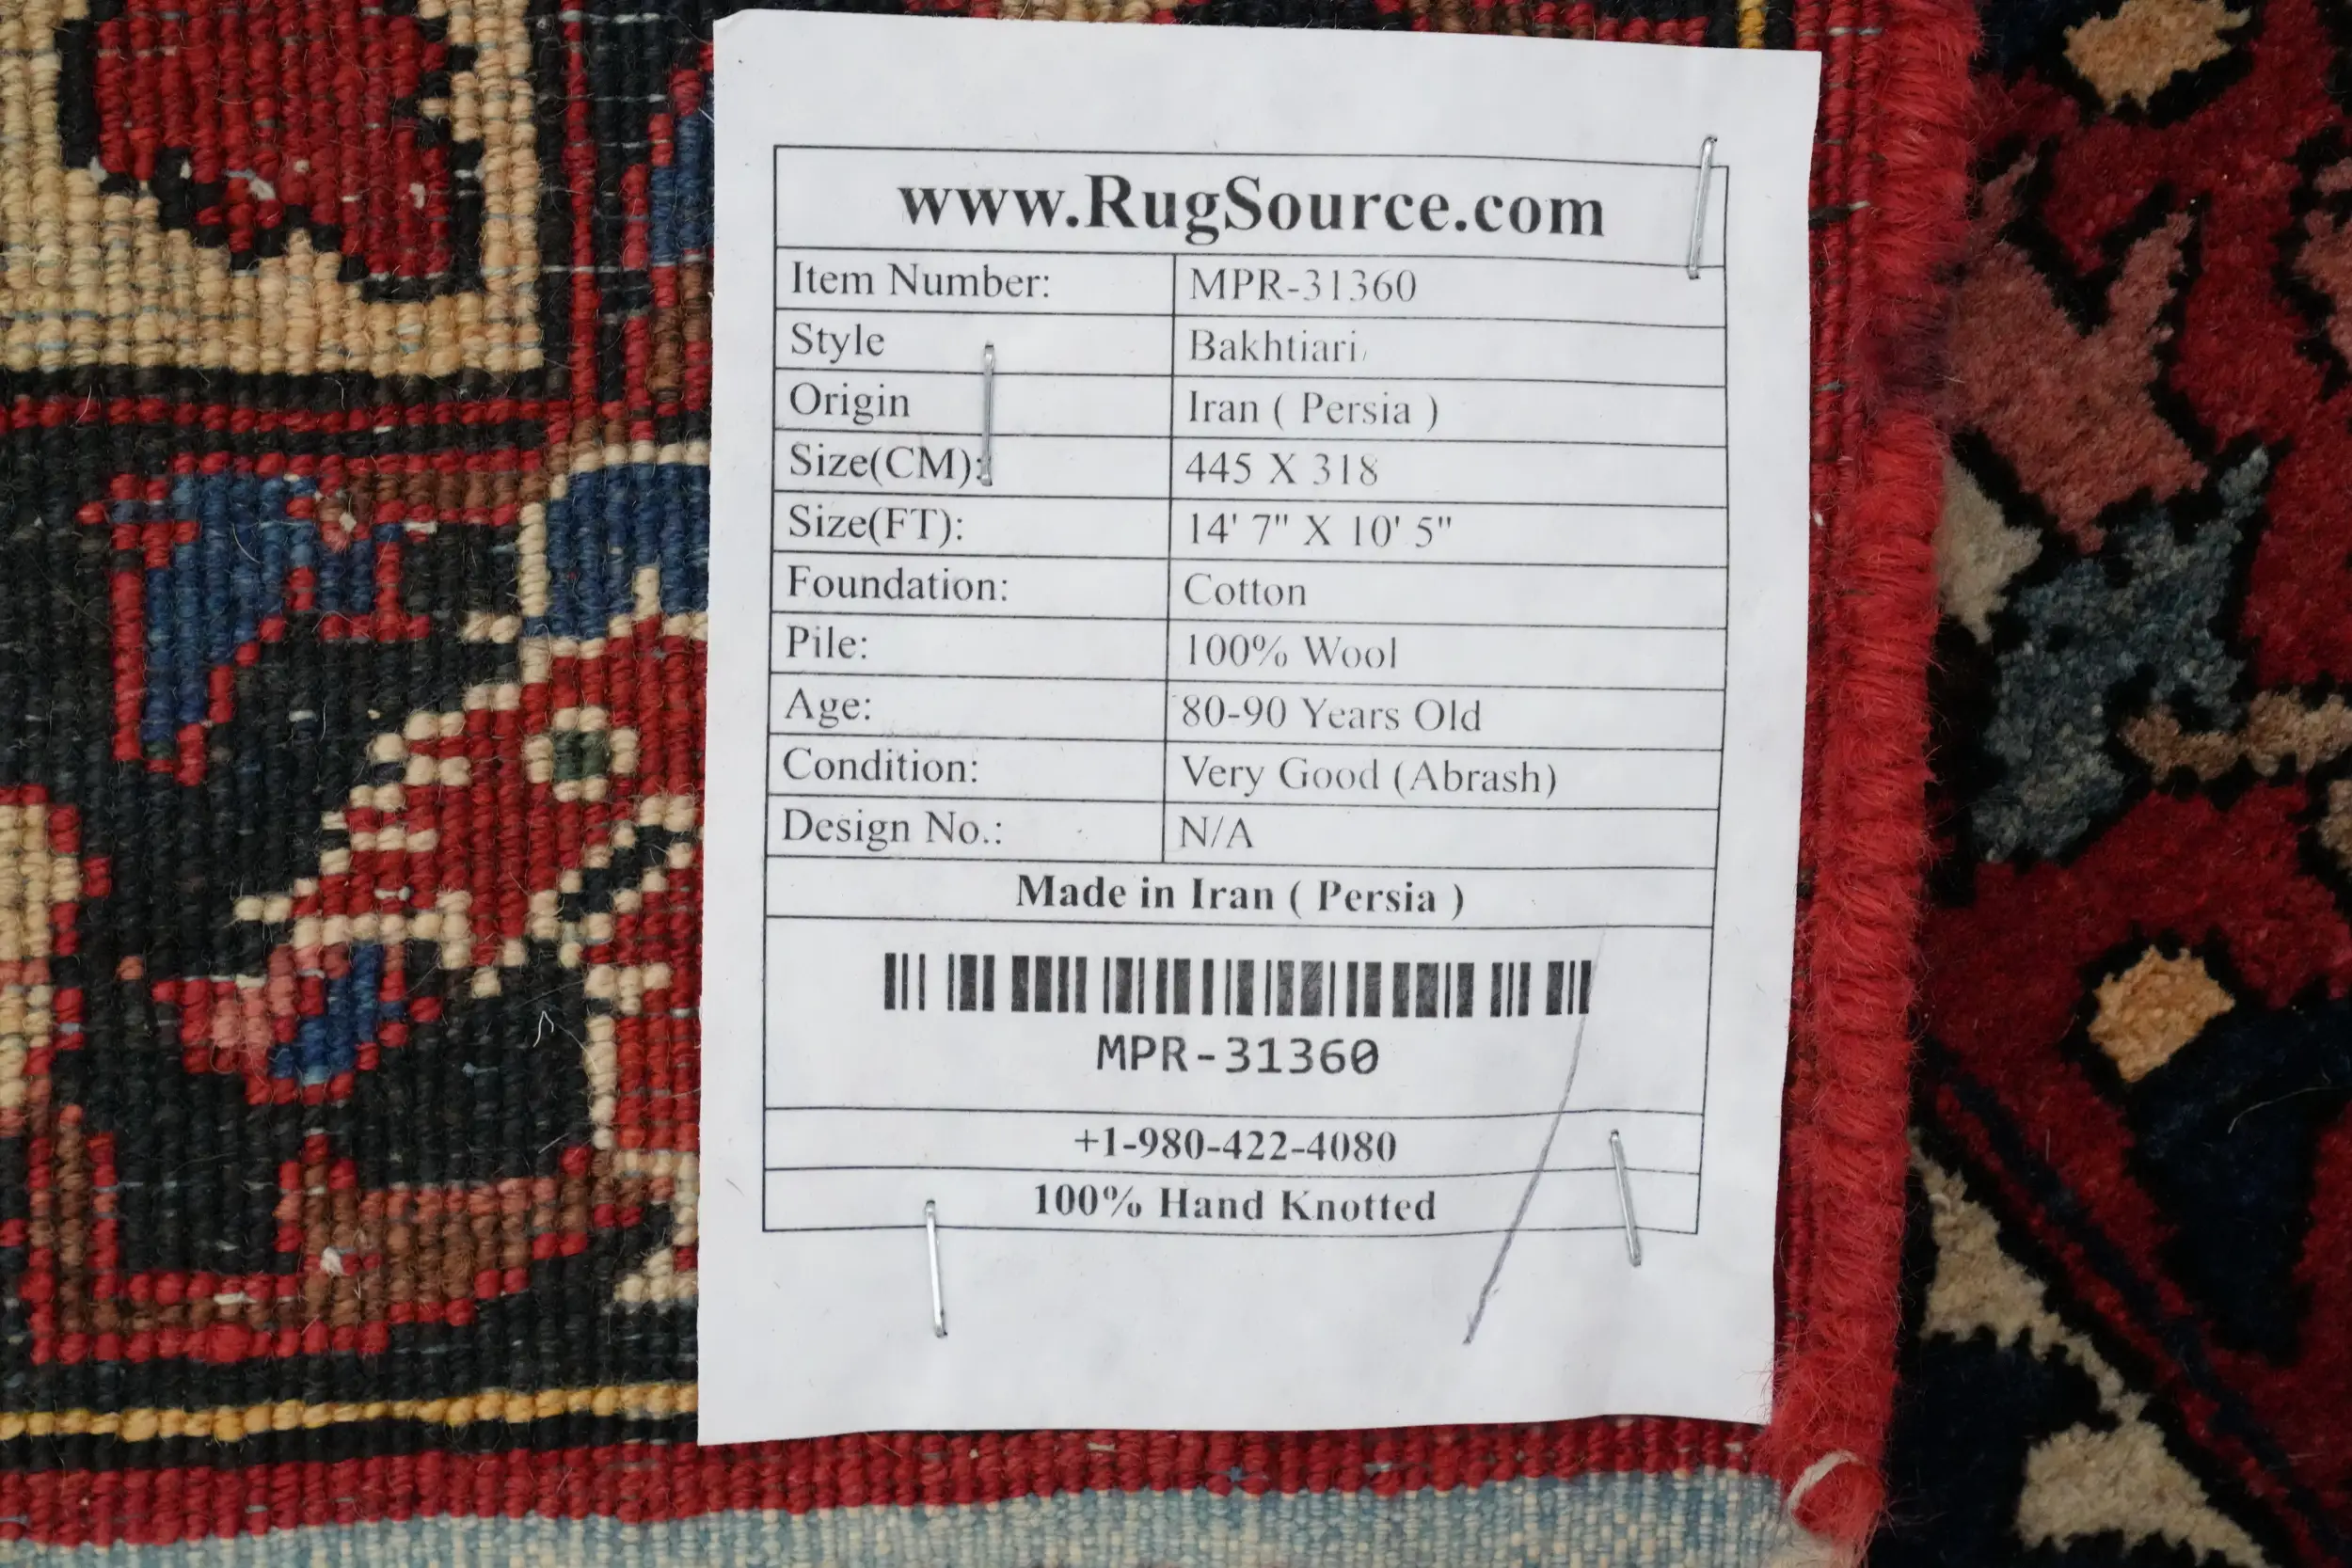 www.RugSource.com
Item Number: MPR-31360
Style Bakhtiari
Origin Iran ( Persia )
Size(CM): 445 X 318
Size(FT): 14' 7" X 10' 5"
Foundation: Cotton
Pile: 100% Wool
Age: 80-90 Years Old
Condition: Very Good (Abrash)
Design No.: N/A
Made in Iran ( Persia )
MPR-31360
+1-980-422-4080
100% Hand Knotted